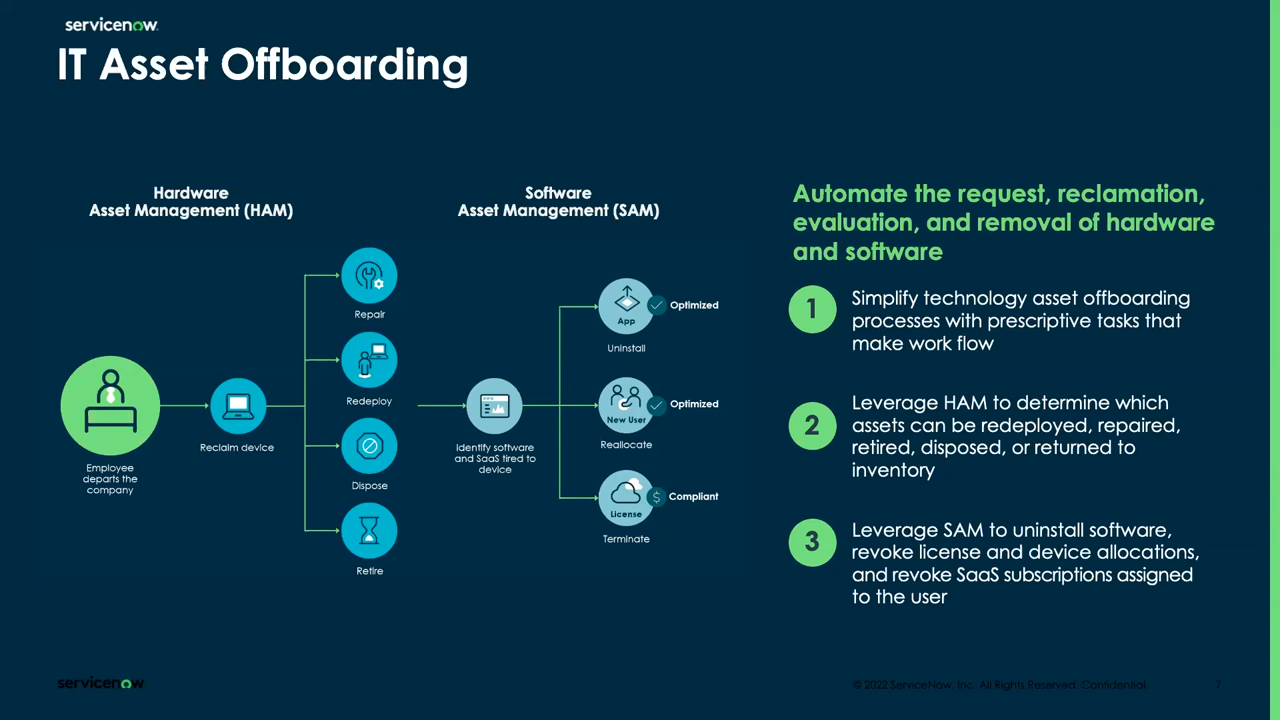 servicenow
IT Asset Offboarding
Hardware
Asset Management (HAM)
Employee
departs the
company
Reclaim device
Repair
Redeploy
Dispose
Retire
Software
Asset Management (SAM)
Identify software
and SaaS tired to
device
App
Optimized
Uninstall
New User
Optimized
Reallocate
License
$
Compliant
Terminate
Automate the request, reclamation,
evaluation, and removal of hardware
and software
1
Simplify technology asset offboarding
processes with prescriptive tasks that
make work flow
2
Leverage HAM to determine which
assets can be redeployed, repaired,
retired, disposed, or returned to
inventory
3
Leverage SAM to uninstall software,
revoke license and device allocations,
and revoke SaaS subscriptions assigned
to the user
servicenow
© 2022 ServiceNow, Inc. All Rights Reserved. Confidential.
7